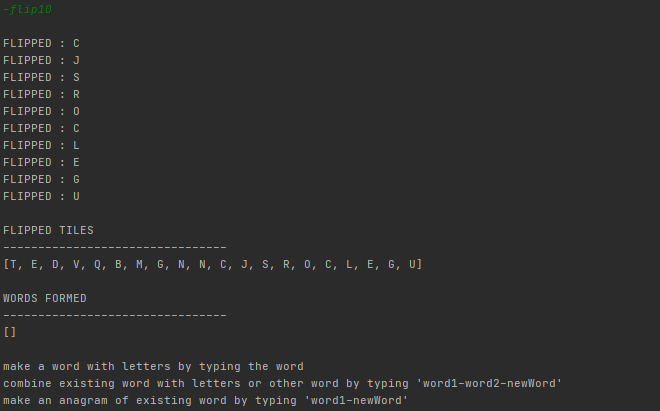 -flip10
FLIPPED : C
FLIPPED : J
FLIPPED : S
FLIPPED : R
FLIPPED : O
FLIPPED : C
FLIPPED : L
FLIPPED : E
FLIPPED : G
FLIPPED : U
FLIPPED TILES
--------------------------------
[T, E, D, V, Q, B, M, G, N, N, C, J, S, R, O, C, L, E, G, U]
WORDS FORMED
--------------------------------
[]
make a word with letters by typing the word
combine existing word with letters or other word by typing 'word1-word2-newWord'
make an anagram of existing word by typing 'word1-newWord'